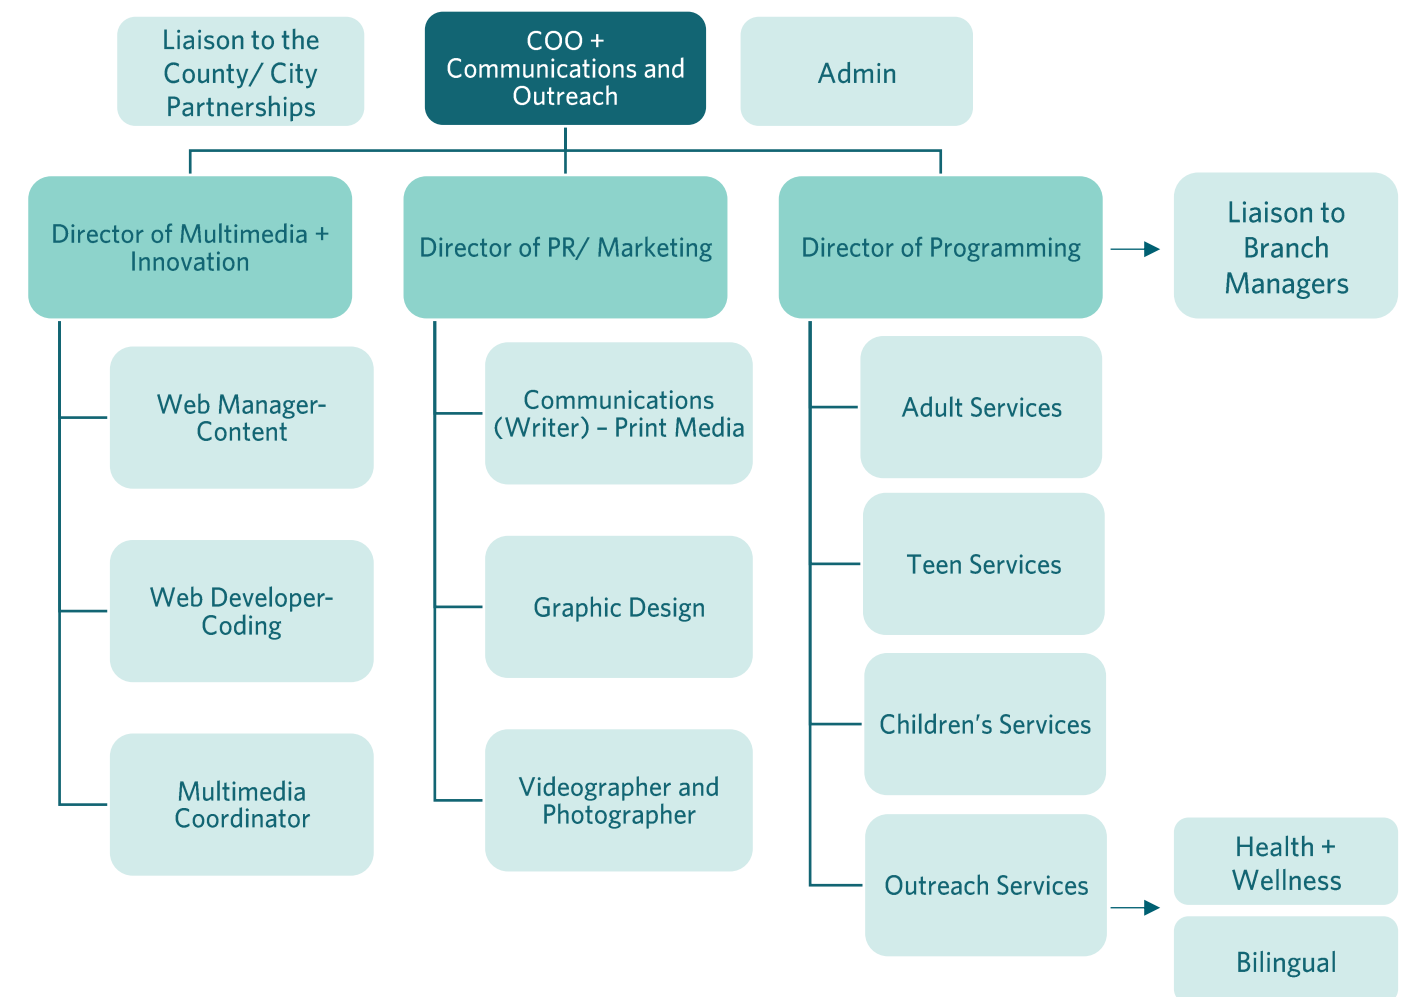 Liaison to the
County/ City
Partnerships
COO +
Communications and
Outreach
Admin
Director of Multimedia +
Innovation
Director of PR/ Marketing
Director of Programming
Liaison to
Branch
Managers
Web Manager-
Content
Communications
(Writer) – Print Media
Adult Services
Web Developer-
Coding
Graphic Design
Teen Services
Children’s Services
Multimedia
Coordinator
Videographer and
Photographer
Outreach Services
Health +
Wellness
Bilingual